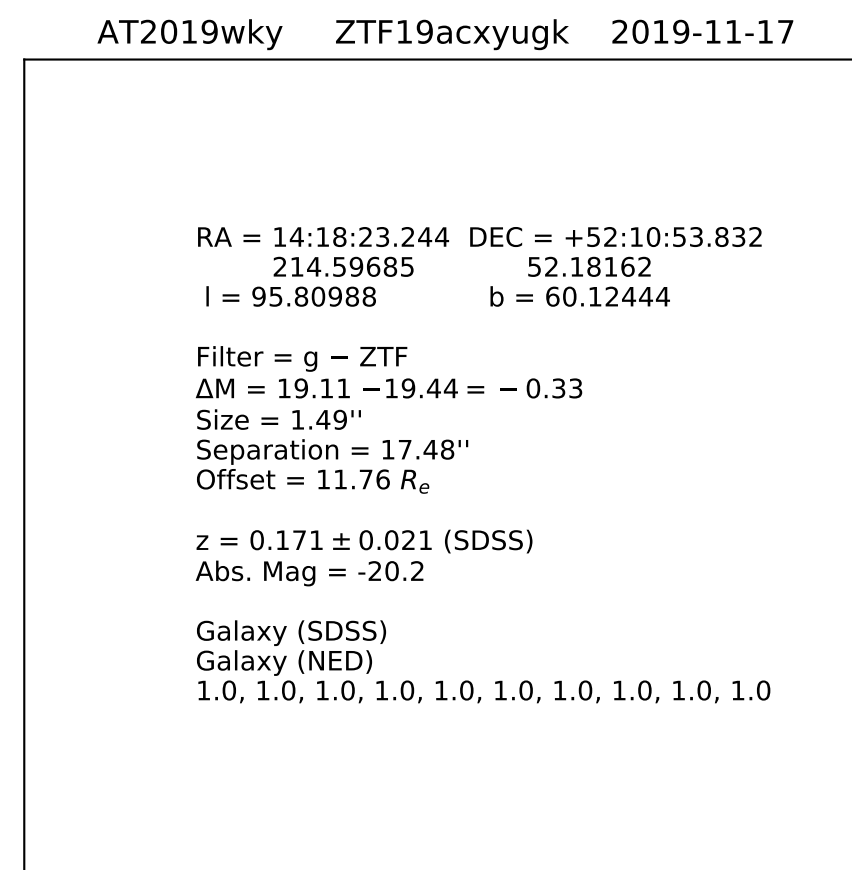 AT2019wky ZTF19acxyugk 2019-11-17
RA = 14:18:23.244 DEC = +52:10:53.832
214.59685 52.18162
l = 95.80988 b = 60.12444
Filter = g − ZTF
ΔM = 19.11 −19.44 = − 0.33
Size = 1.49''
Separation = 17.48''
Offset = 11.76 Re
z = 0.171 ± 0.021 (SDSS)
Abs. Mag = -20.2
Galaxy (SDSS)
Galaxy (NED)
1.0, 1.0, 1.0, 1.0, 1.0, 1.0, 1.0, 1.0, 1.0, 1.0